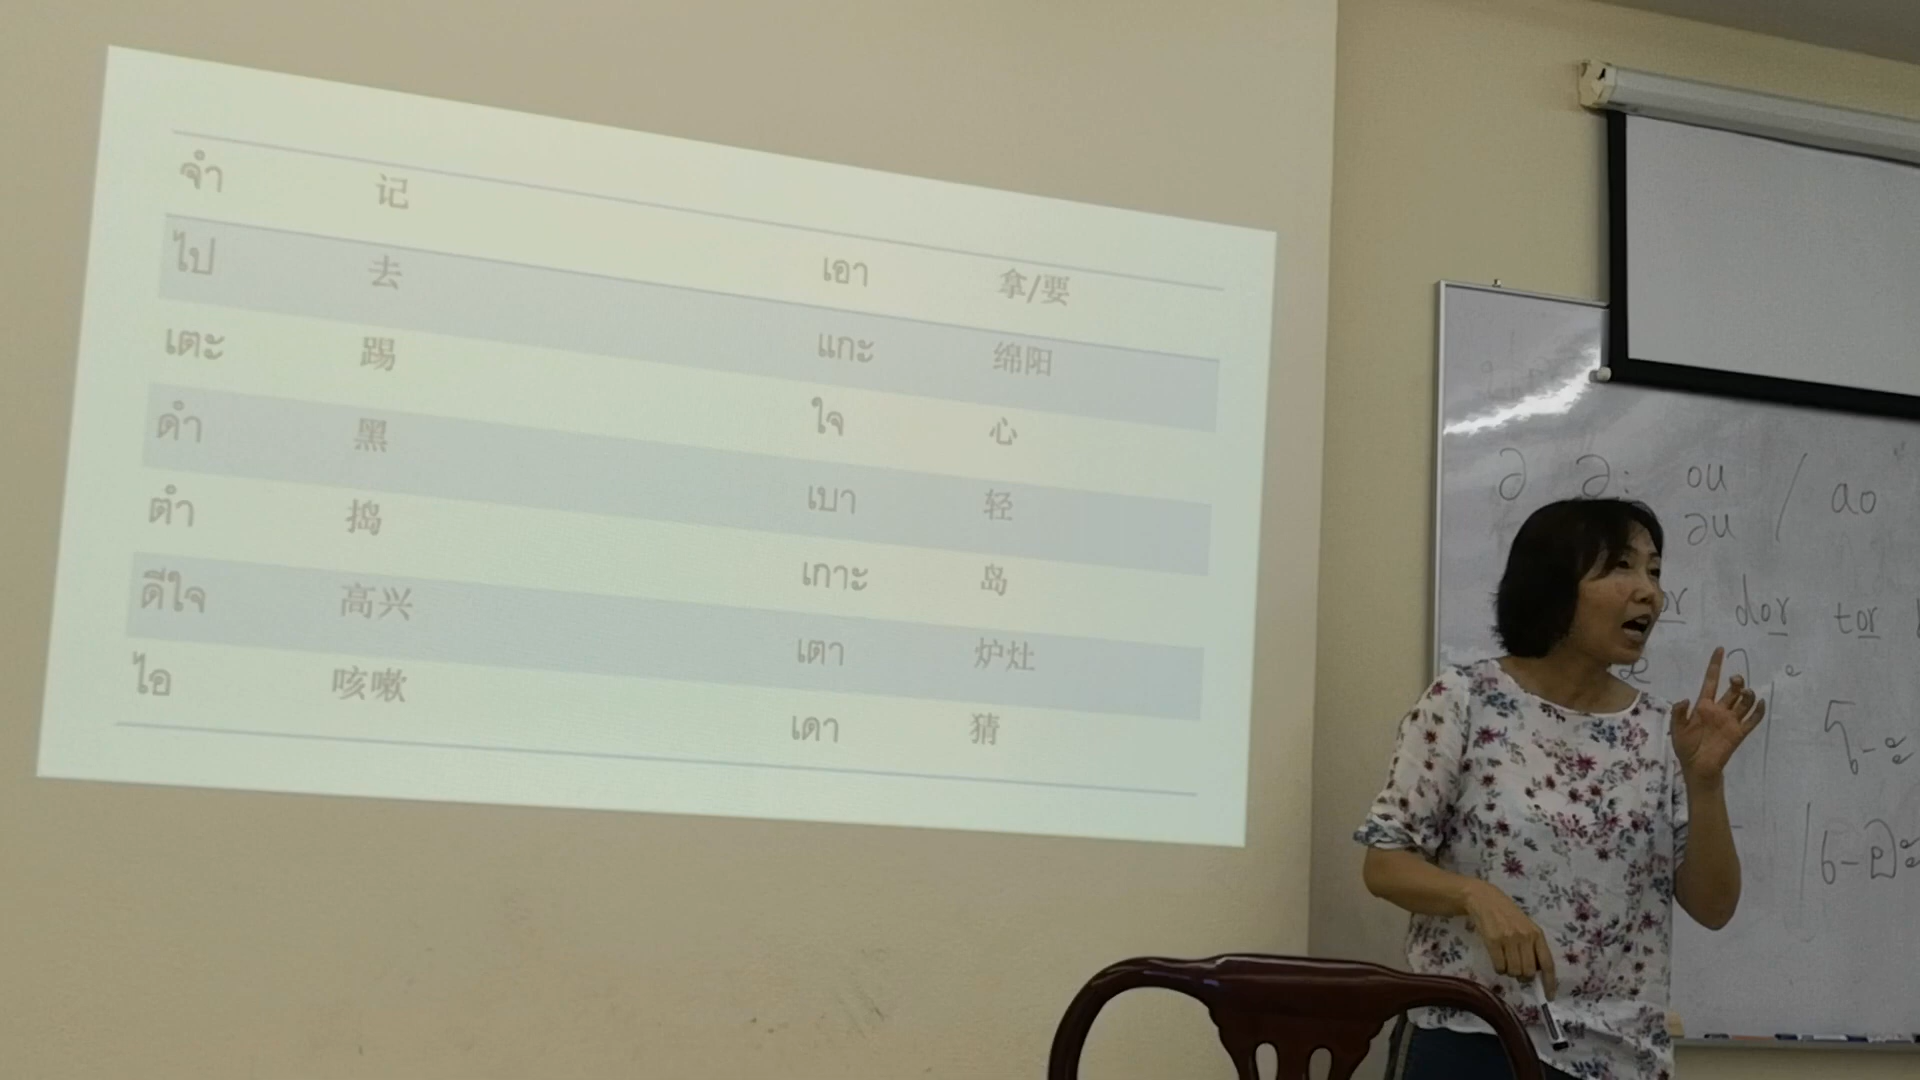 จำ 记
ไป 去 เอา 拿/要
เตะ 踢 แกะ 绵阳
ดำ 黑 ใจ 心
ตำ 捣 เบา 轻
ดีใจ 高兴 เกาะ 岛
ไอ 咳嗽 เตา 炉灶
เดา 猜
ə ə: ou / ao
əu
or dor tor